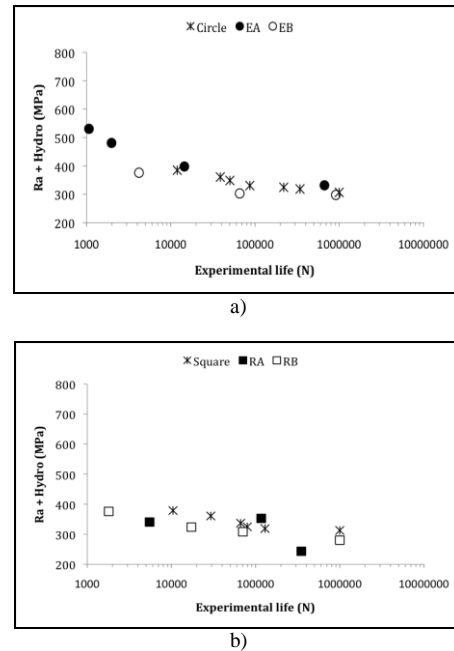 Circle EA EB
Ra + Hydro (MPa)
800
700
600
500
400
300
200
1000 10000 100000 1000000 10000000
Experimental life (N)
a)
Square RA RB
Ra + Hydro (MPa)
800
700
600
500
400
300
200
1000 10000 100000 1000000 10000000
Experimental life (N)
b)